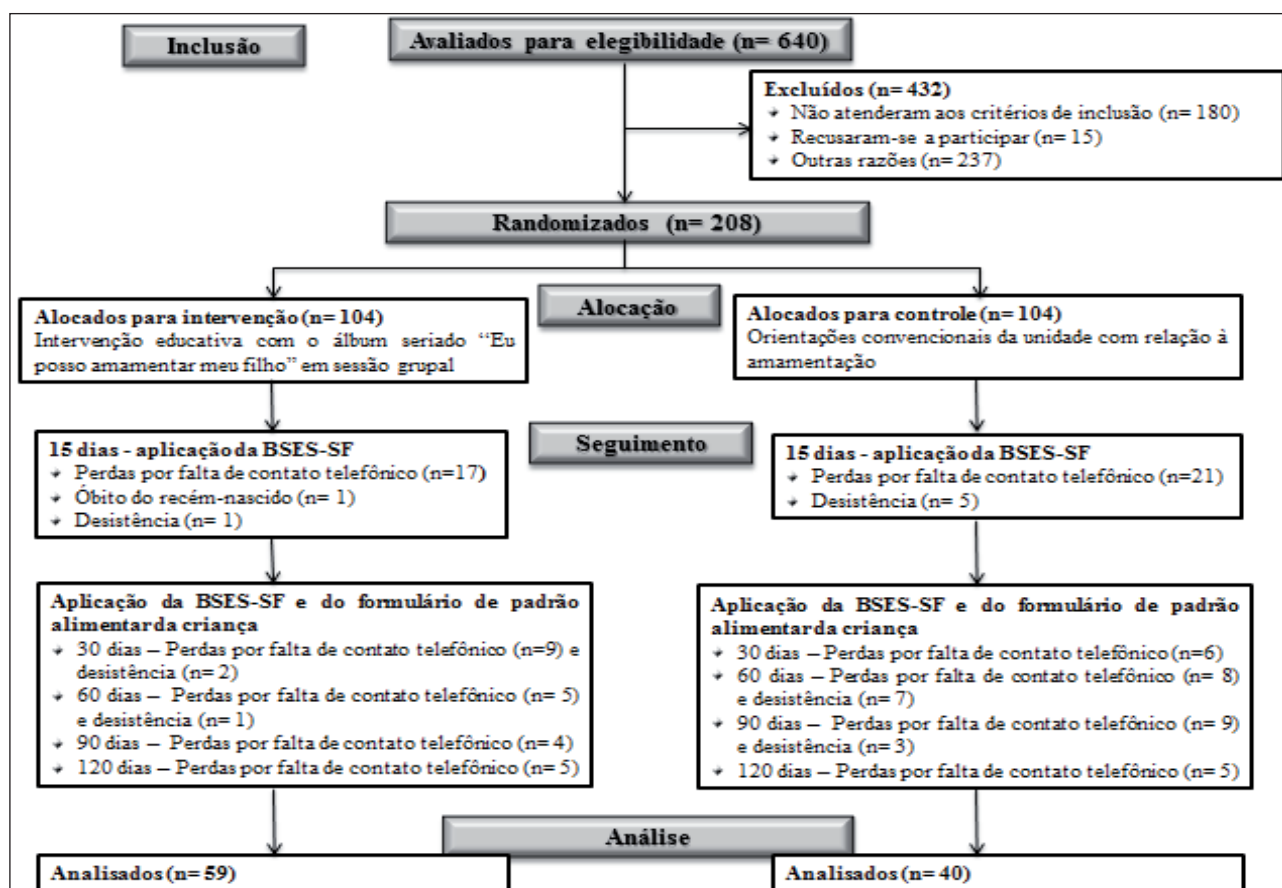 Inclusão
Avaliados para elegibilidade (n= 640)
Excluídos (n= 432)
Não atenderam aos critérios de inclusão (n= 180)
Recusaram-se a participar (n= 15)
Outras razões (n= 237)
Randomizados (n= 208)
Alocação
Alocados para intervenção (n= 104)
Intervenção educativa com o álbum seriado “Eu
posso amamentar meu filho” em sessão grupal
Alocados para controle (n= 104)
Orientações convencionais da unidade com relação à
amamentação
Seguimento
15 dias - aplicação da BSES-SF
Perdas por falta de contato telefônico (n=17)
Óbito do recém-nascido (n= 1)
Desistência (n= 1)
15 dias - aplicação da BSES-SF
Perdas por falta de contato telefônico (n=21)
Desistência (n= 5)
Aplicação da BSES-SF e do formulário de padrão
alimentar da criança
30 dias – Perdas por falta de contato telefônico (n=9) e
desistência (n= 2)
60 dias – Perdas por falta de contato telefônico (n= 5)
e desistência (n= 1)
90 dias – Perdas por falta de contato telefônico (n= 4)
120 dias – Perdas por falta de contato telefônico (n= 5)
Aplicação da BSES-SF e do formulário de padrão
alimentar da criança
30 dias – Perdas por falta de contato telefônico (n=6)
60 dias – Perdas por falta de contato telefônico (n= 8)
e desistência (n= 7)
90 dias – Perdas por falta de contato telefônico (n= 9)
e desistência (n= 3)
120 dias – Perdas por falta de contato telefônico (n= 5)
Análise
Analisados (n= 59)
Analisados (n= 40)